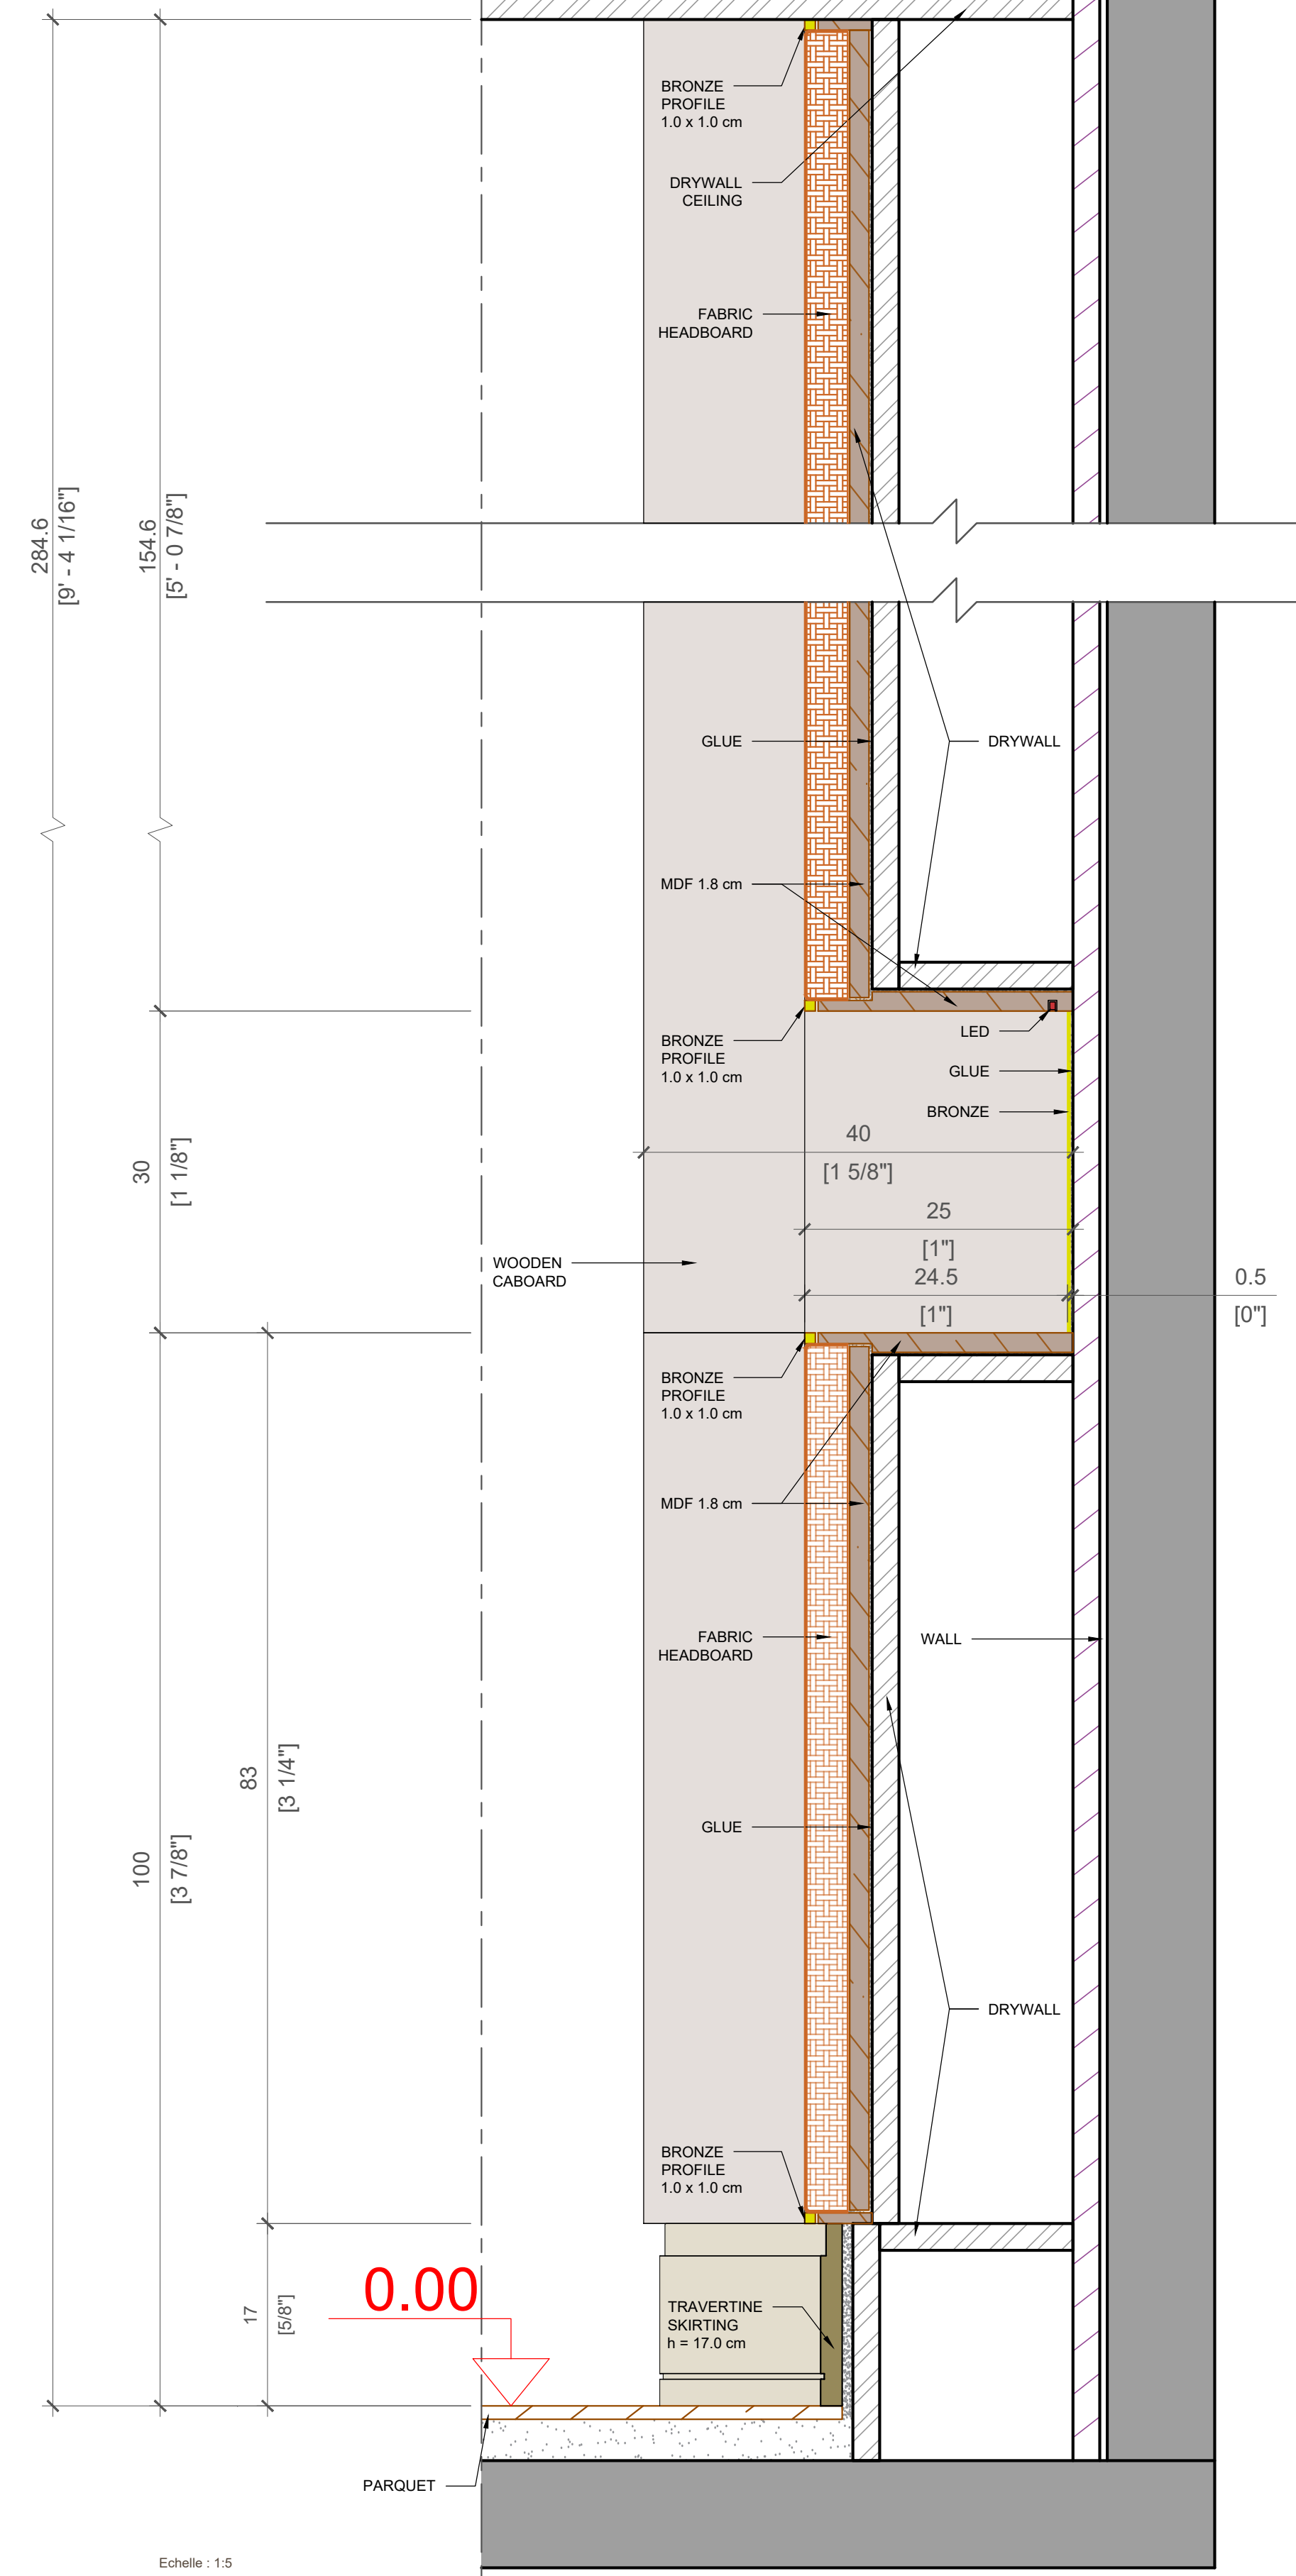 BRONZE
PROFILE
1.0 x 1.0 cm
DRYWALL
CEILING
FABRIC
HEADBOARD
284.6
[9' - 4 1/16"]
154.6
[5' - 0 7/8"]
GLUE
DRYWALL
MDF 1.8 cm
BRONZE
PROFILE
1.0 x 1.0 cm
LED
GLUE
BRONZE
40
[1 5/8"]
30
[1 1/8"]
25
[1"]
24.5
[1"]
0.5
[0"]
WOODEN
CABOARD
BRONZE
PROFILE
1.0 x 1.0 cm
MDF 1.8 cm
FABRIC
HEADBOARD
WALL
83
[3 1/4"]
100
[3 7/8"]
GLUE
DRYWALL
BRONZE
PROFILE
1.0 x 1.0 cm
0.00
17
[5/8"]
TRAVERTINE
SKIRTING
h = 17.0 cm
PARQUET
Echelle : 1:5